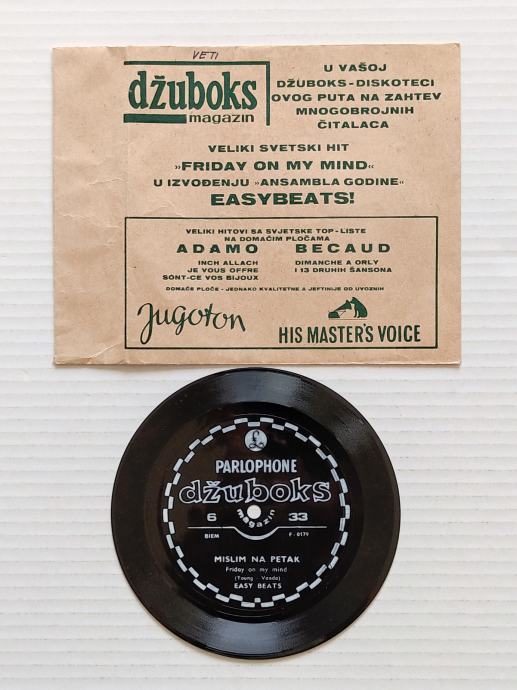 VETI
džuboks
magazin
U VAŠOJ
DŽUBOKS-DISKOTECI
OVOG PUTA NA ZAHTEV
MNOGOBROJNIH
ČITALACA
VELIKI SVETSKI HIT
»FRIDAY ON MY MIND«
U IZVOĐENJU »ANSAMBLA GODINE«
EASYBEATS!
VELIKI HITOVI SA SVJETSKE TOP-LISTE
NA DOMAĆIM PLOČAMA
ADAMO BECAUD
INCH ALLACH DIMANCHE A ORLY
JE VOUS OFFRE I 13 DRUHIH ŠANSONA
SONT-CE VOS BIJOUX
DOMAĆE PLOČE - JEDNAKO KVALITETNE A JEFTINIJE OD UVOZNIH
Jugoton
HIS MASTER'S VOICE
PARLOPHONE
džuboks
magazin
6 33
BIEM F-0179
MISLIM NA PETAK
Friday on my mind
(Young - Vanda)
EASY BEATS